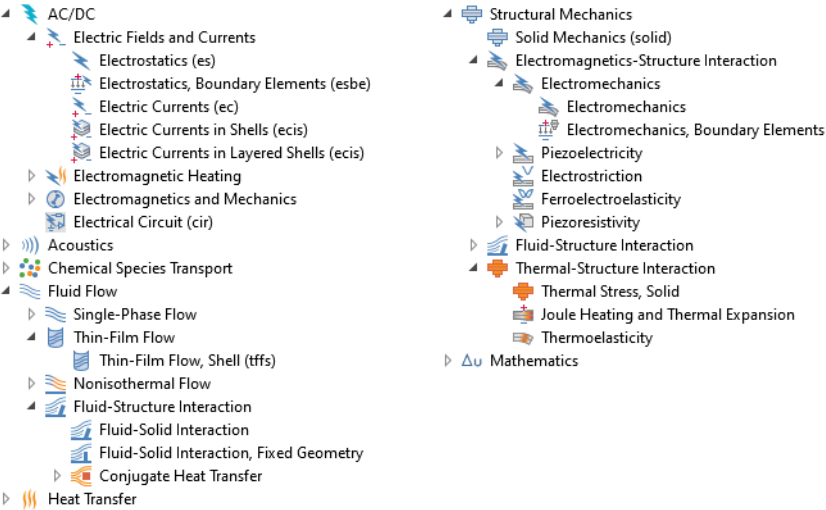 AC/DC
Electric Fields and Currents
Electrostatics (es)
Electrostatics, Boundary Elements (esbe)
Electric Currents (ec)
Electric Currents in Shells (ecis)
Electric Currents in Layered Shells (ecis)
Electromagnetic Heating
Electromagnetics and Mechanics
Electrical Circuit (cir)
Acoustics
Chemical Species Transport
Fluid Flow
Single-Phase Flow
Thin-Film Flow
Thin-Film Flow, Shell (tffs)
Nonisothermal Flow
Fluid-Structure Interaction
Fluid-Solid Interaction
Fluid-Solid Interaction, Fixed Geometry
Conjugate Heat Transfer
Heat Transfer
Structural Mechanics
Solid Mechanics (solid)
Electromagnetics-Structure Interaction
Electromechanics
Electromechanics
Electromechanics, Boundary Elements
Piezoelectricity
Electrostriction
Ferroelectroelasticity
Piezoresistivity
Fluid-Structure Interaction
Thermal-Structure Interaction
Thermal Stress, Solid
Joule Heating and Thermal Expansion
Thermoelasticity
Δu Mathematics